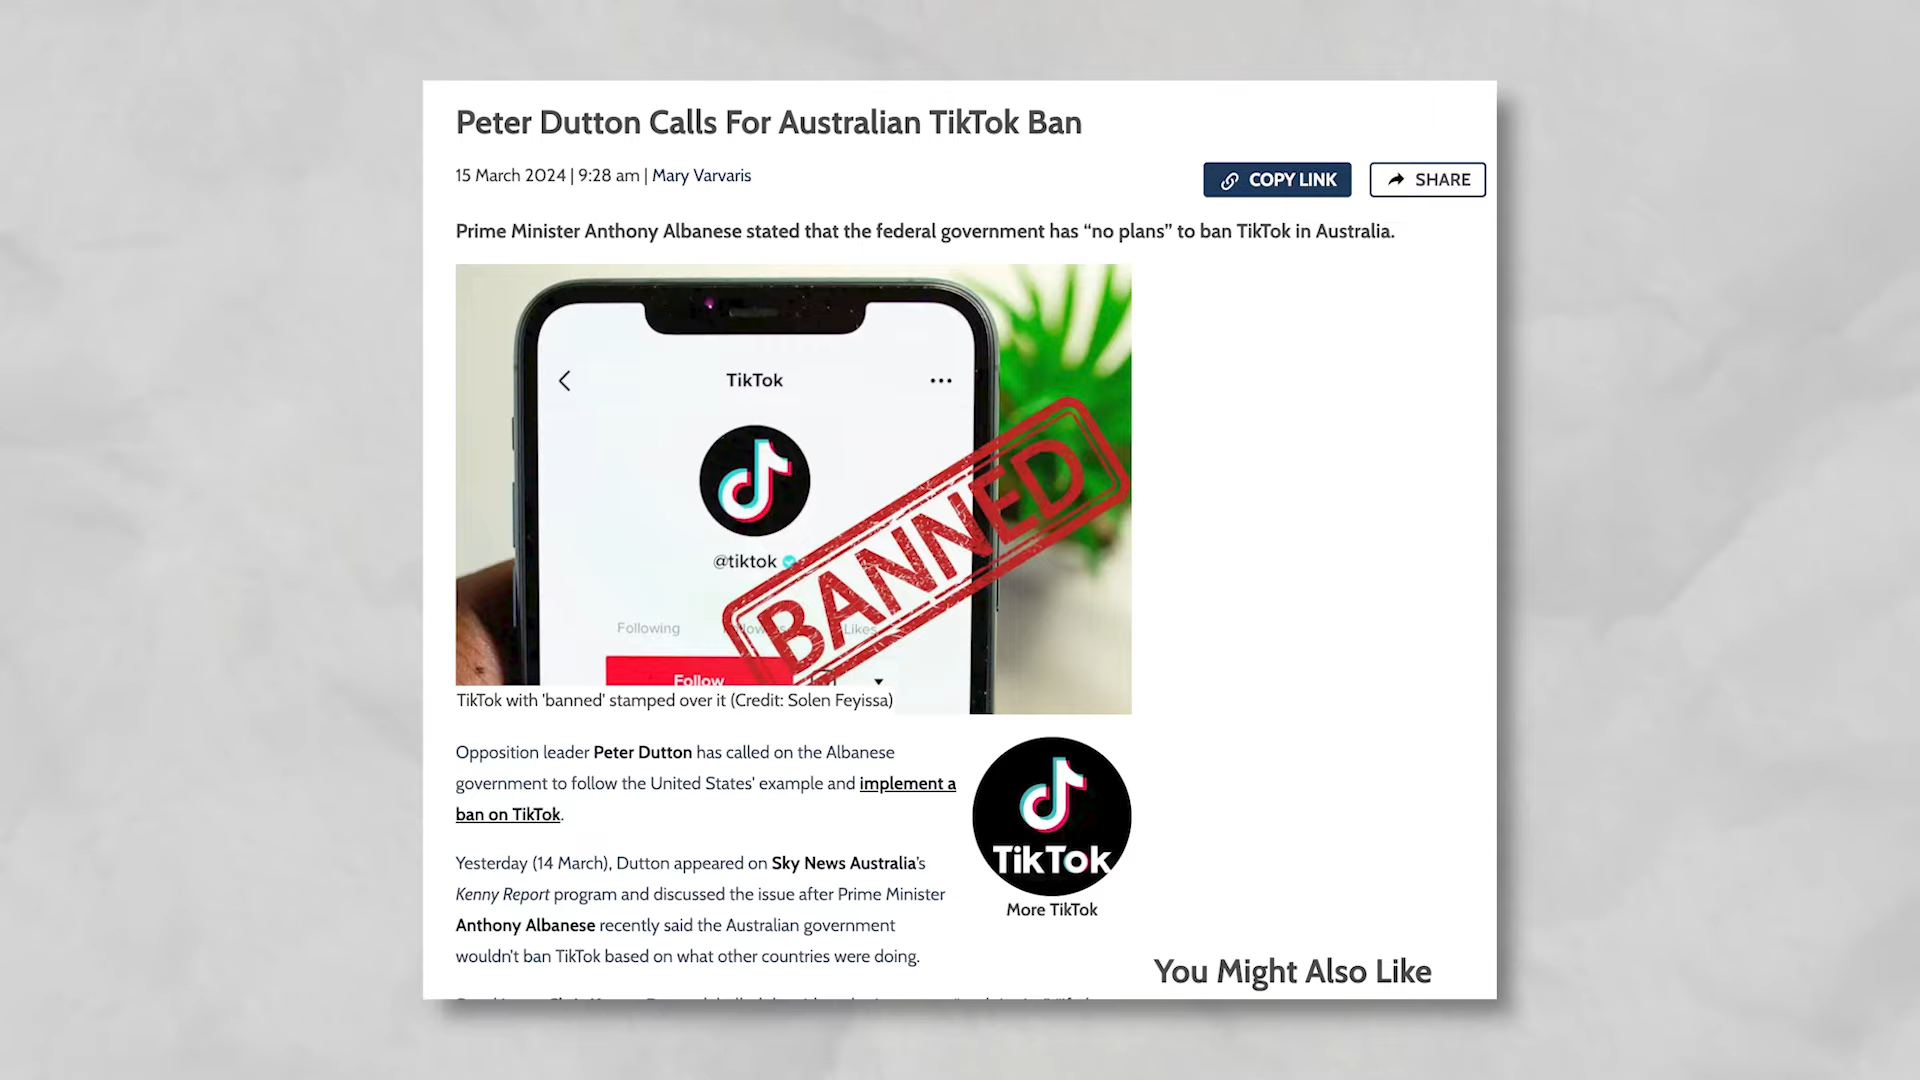 Peter Dutton Calls For Australian TikTok Ban
15 March 2024 | 9:28 am | Mary Varvaris
COPY LINK
SHARE
Prime Minister Anthony Albanese stated that the federal government has “no plans” to ban TikTok in Australia.
TikTok
@tiktok
Following
Likes
BANNED
Follow
TikTok with 'banned' stamped over it (Credit: Solen Feyissa)
Opposition leader Peter Dutton has called on the Albanese
government to follow the United States' example and implement a
ban on TikTok.
Yesterday (14 March), Dutton appeared on Sky News Australia’s
Kenny Report program and discussed the issue after Prime Minister
Anthony Albanese recently said the Australian government
wouldn’t ban TikTok based on what other countries were doing.
TikTok
More TikTok
You Might Also Like